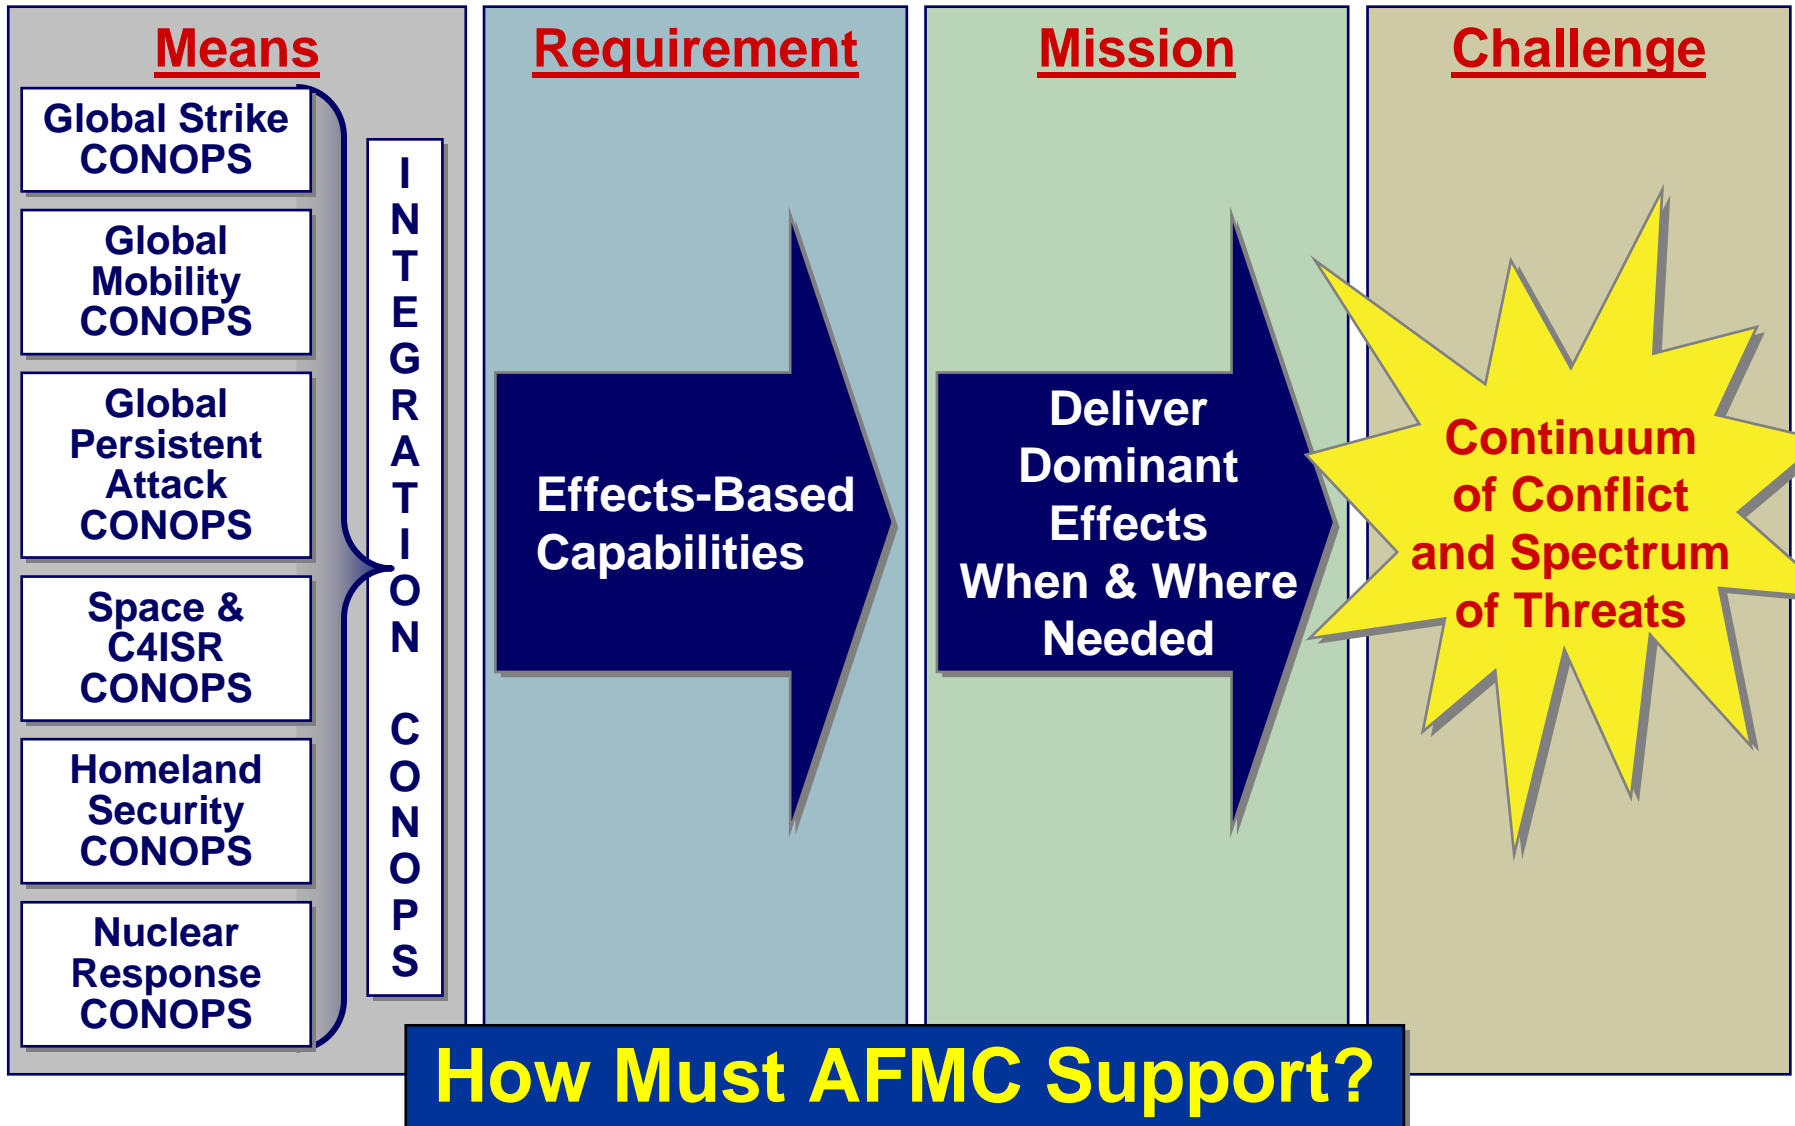 Means
Global Strike
CONOPS
Global
Mobility
CONOPS
Global
Persistent
Attack
CONOPS
Space &
C4ISR
CONOPS
Homeland
Security
CONOPS
Nuclear
Response
CONOPS
INTEGRATION CONOPS
Requirement
Effects-Based
Capabilities
Mission
Deliver
Dominant
Effects
When & Where
Needed
Challenge
Continuum
of Conflict
and Spectrum
of Threats
How Must AFMC Support?